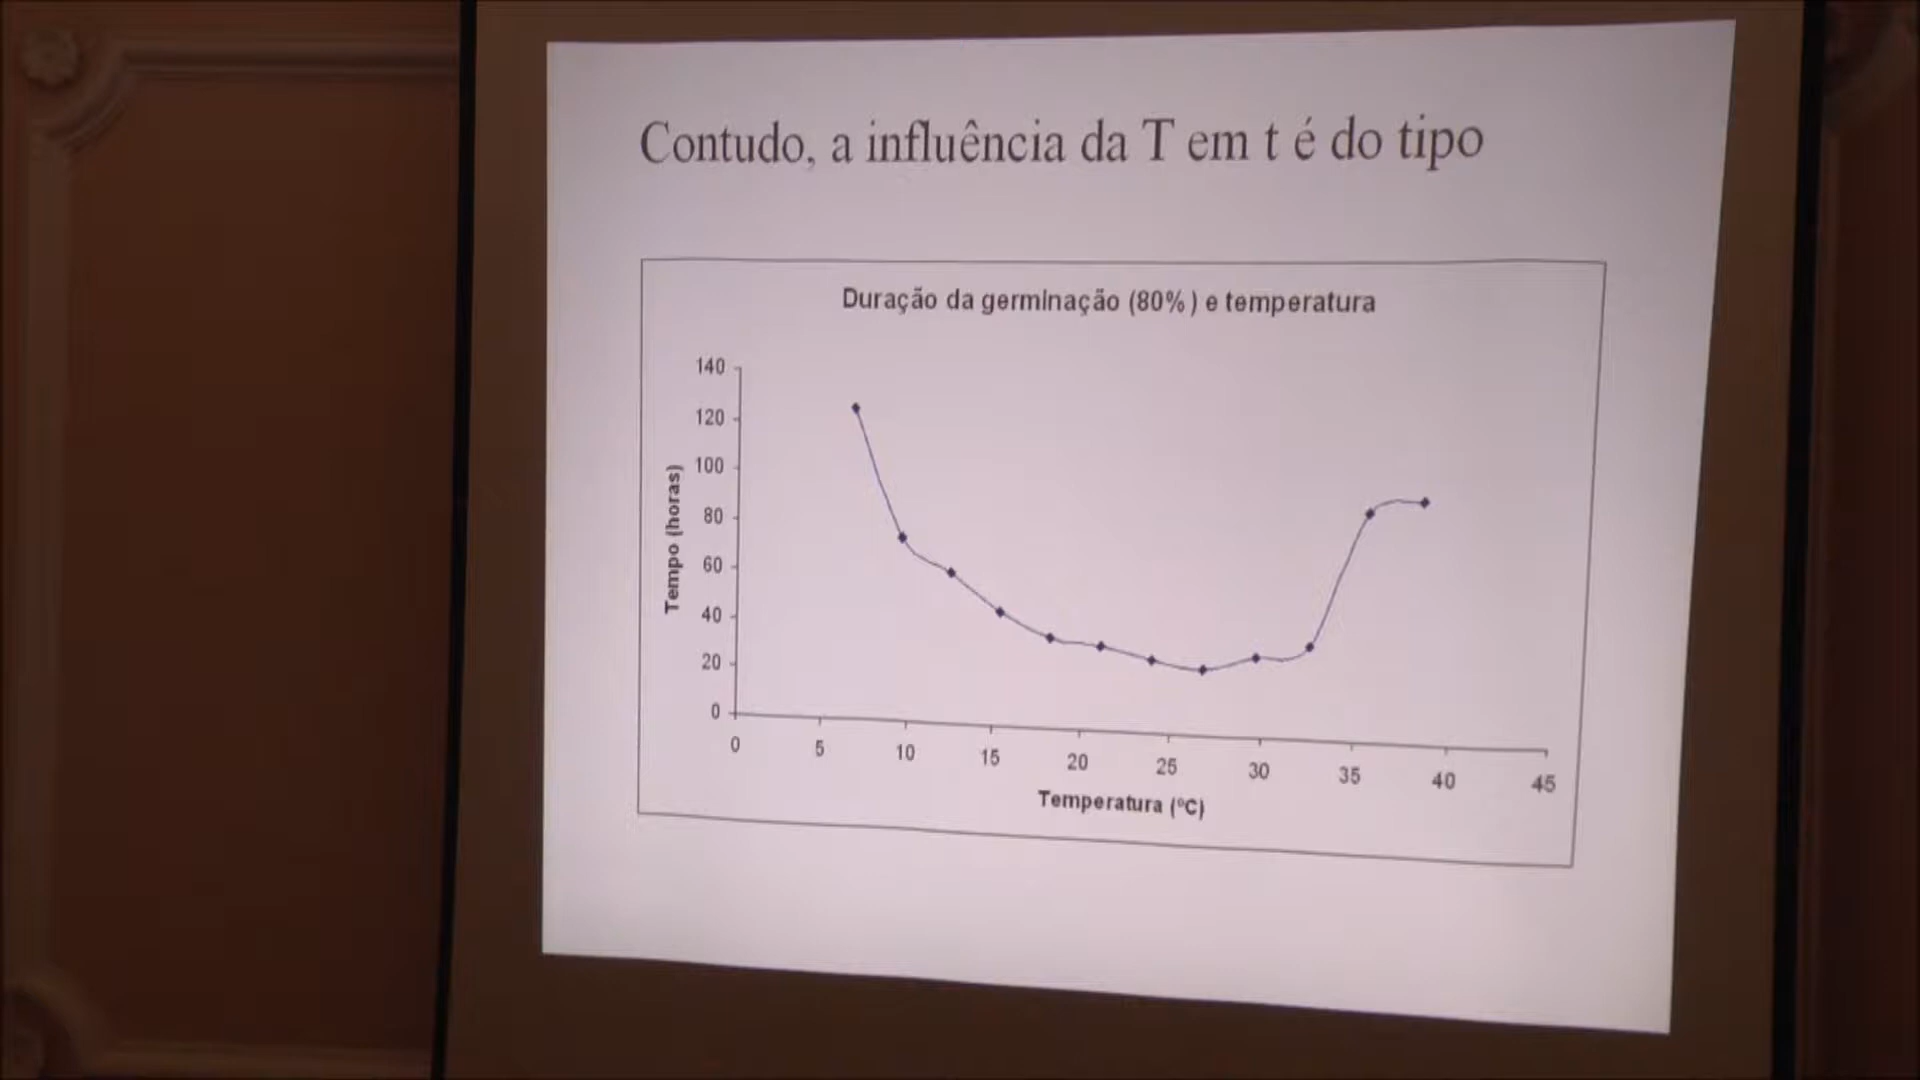 Contudo, a influência da T em t é do tipo
Duração da germinação (80%) e temperatura
140
120
100
80
60
40
20
0
Tempo (horas)
0 5 10 15 20 25 30 35 40 45
Temperatura (ºC)